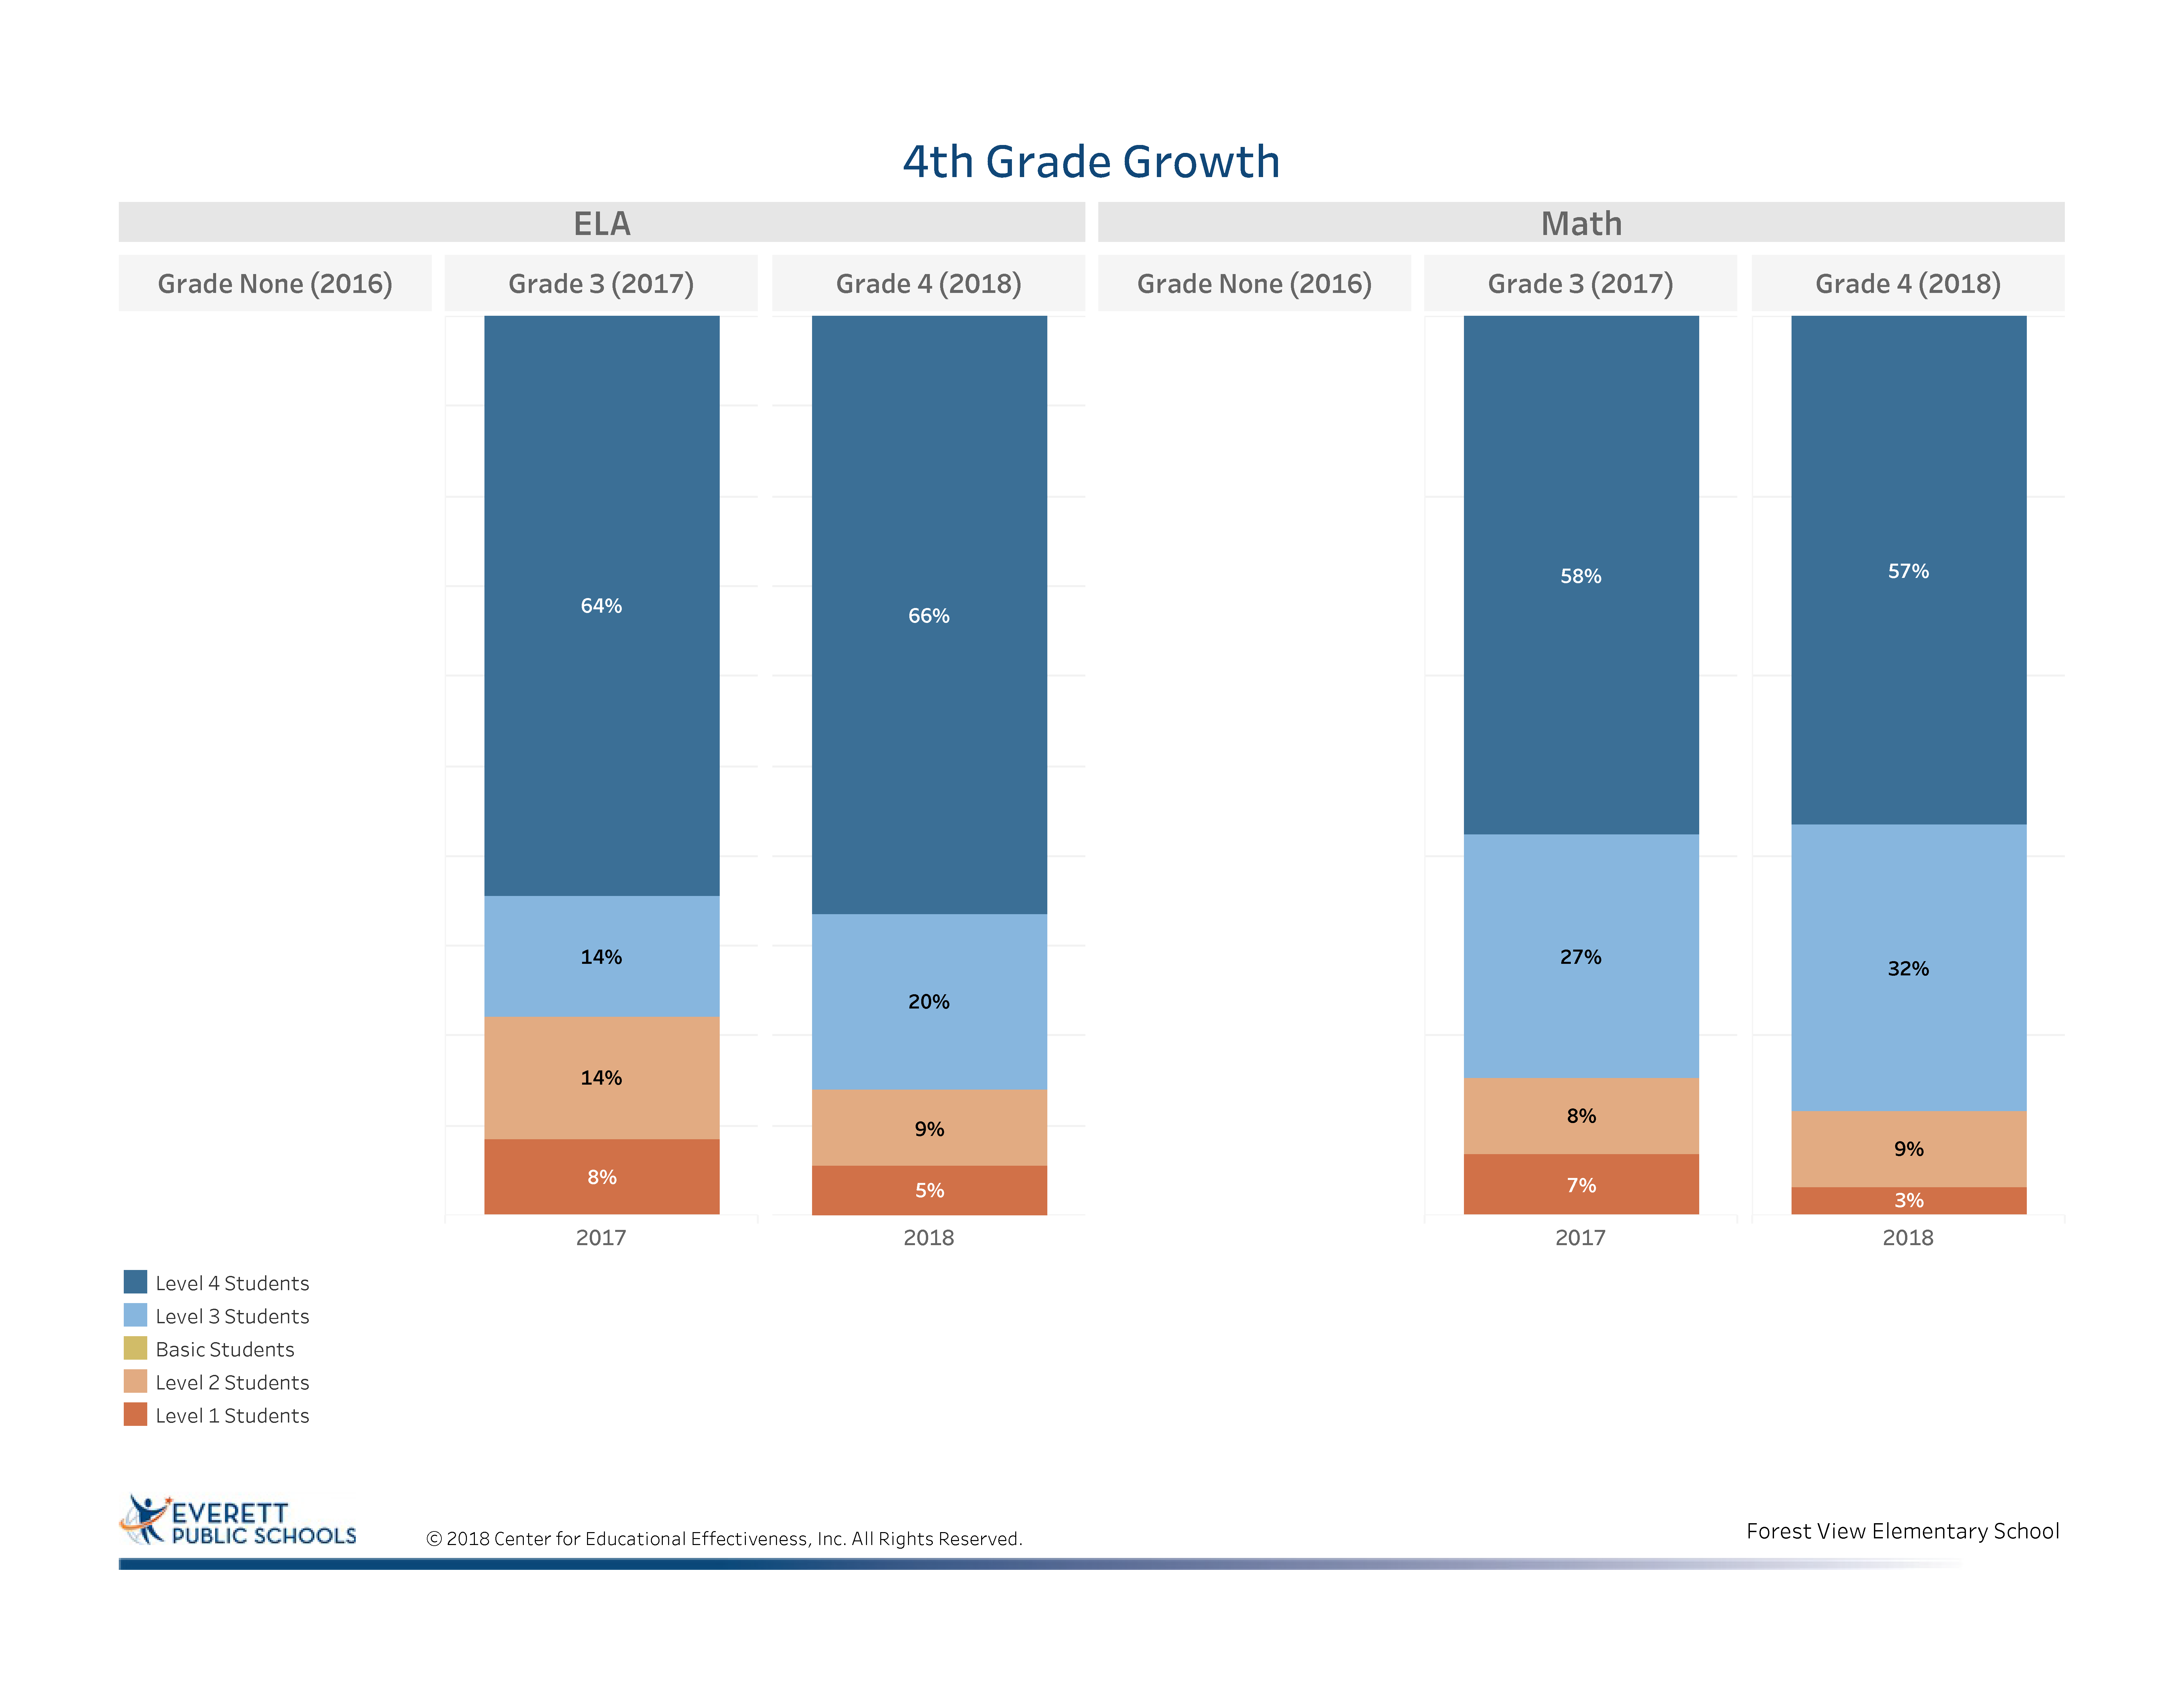 4th Grade Growth
ELA
Math
Grade None (2016)
Grade 3 (2017)
Grade 4 (2018)
Grade None (2016)
Grade 3 (2017)
Grade 4 (2018)
64%
14%
14%
8%
66%
20%
9%
5%
58%
27%
8%
7%
57%
32%
9%
3%
2017
2018
2017
2018
Level 4 Students
Level 3 Students
Basic Students
Level 2 Students
Level 1 Students
EVERETT
PUBLIC SCHOOLS
© 2018 Center for Educational Effectiveness, Inc. All Rights Reserved.
Forest View Elementary School